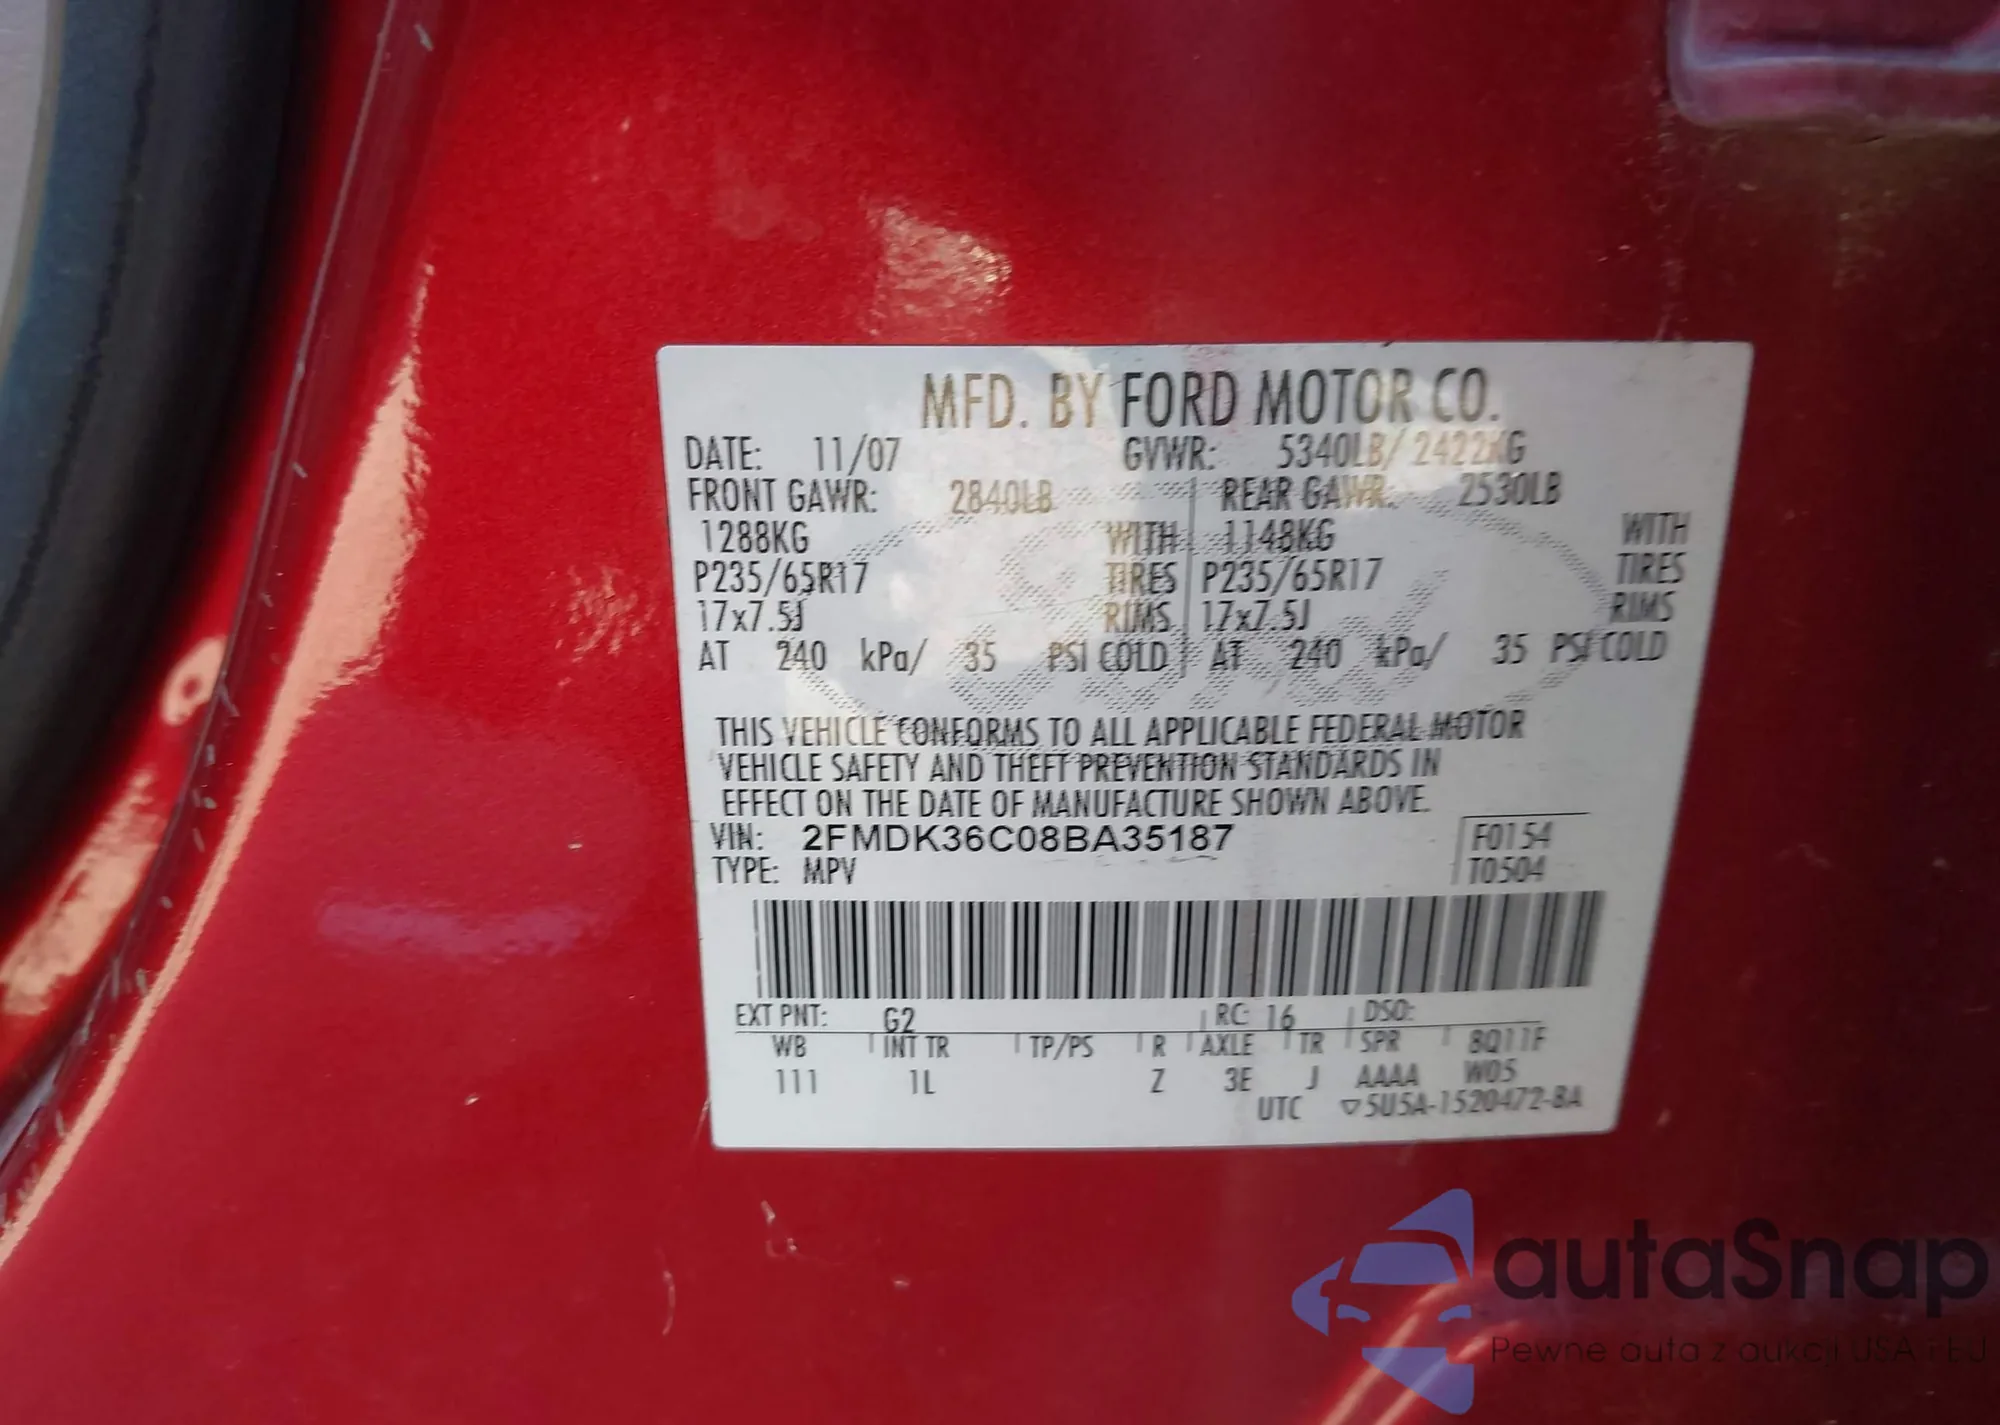 MFD. BY FORD MOTOR CO.
DATE: 11/07 GVWR: 5340LB/ 2422KG
FRONT GAWR: 2840LB REAR GAWR: 2530LB
1288KG WITH 1148KG WITH
P235/65R17 TIRES P235/65R17 TIRES
17x7.5J RIMS 17x7.5J RIMS
AT 240 kPa/ 35 PSI COLD AT 240 kPa/ 35 PSI COLD
THIS VEHICLE CONFORMS TO ALL APPLICABLE FEDERAL MOTOR
VEHICLE SAFETY AND THEFT PREVENTION STANDARDS IN
EFFECT ON THE DATE OF MANUFACTURE SHOWN ABOVE.
VIN: 2FMDK36C08BA35187 F0154
TYPE: MPV T0504
EXT PNT: G2 RC: 16 DSO:
WB INT TR TP/PS R AXLE TR SPR 8Q11F
111 1L Z 3E J AAAA W05
UTC ▽5U5A-1520472-BA
autaSnap
Pewne auta z aukcji USA i EU